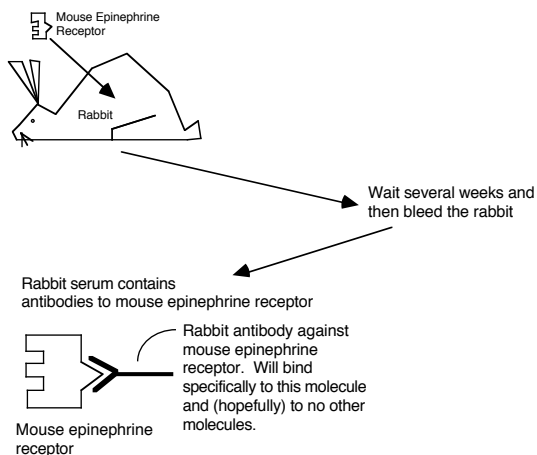 Mouse Epinephrine
Receptor
Rabbit
Wait several weeks and
then bleed the rabbit
Rabbit serum contains
antibodies to mouse epinephrine receptor
Rabbit antibody against
mouse epinephrine
receptor. Will bind
specifically to this molecule
and (hopefully) to no other
molecules.
Mouse epinephrine
receptor